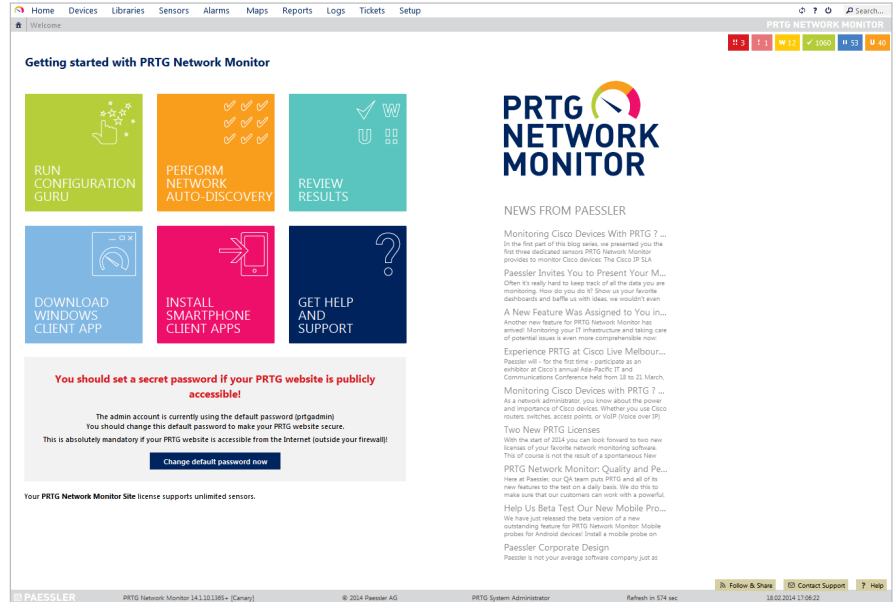 Home Devices Libraries Sensors Alarms Maps Reports Logs Tickets Setup
? Search...
Welcome
PRTG NETWORK MONITOR
!! 3 ! 1 W 12 1060 II 53 U 40
Getting started with PRTG Network Monitor
RUN
CONFIGURATION
GURU
PERFORM
NETWORK
AUTO-DISCOVERY
W
U
REVIEW
RESULTS
DOWNLOAD
WINDOWS
CLIENT APP
INSTALL
SMARTPHONE
CLIENT APPS
?
GET HELP
AND
SUPPORT
You should set a secret password if your PRTG website is publicly
accessible!
The admin account is currently using the default password (prtgadmin)
You should change this default password to make your PRTG website secure.
This is absolutely mandatory if your PRTG website is accessible from the Internet (outside your firewall)!
Change default password now
Your PRTG Network Monitor Site license supports unlimited sensors.
PRTG
NETWORK
MONITOR
NEWS FROM PAESSLER
Monitoring Cisco Devices With PRTG ? ...
In the first part of this blog series, we presented you the
first three dedicated sensors PRTG Network Monitor
provides to monitor Cisco devices: The Cisco IP SLA
Paessler Invites You to Present Your M...
Often it's really hard to keep track of all the data you are
monitoring. How do you do it? Show us your favorite
dashboards and baffle us with ideas, we wouldn't even
A New Feature Was Assigned to You in...
Another new feature for PRTG Network Monitor has
arrived! Monitoring your IT infrastructure and taking care
of potential issues is even more comprehensible now:
Experience PRTG at Cisco Live Melbour...
Paessler will - for the first time - participate as an
exhibitor at Cisco's annual Asia-Pacific IT and
Communications Conference held from 18 to 21 March,
Monitoring Cisco Devices with PRTG ? ...
As a network administrator, you know about the power
and importance of Cisco devices. Whether you use Cisco
routers, switches, access points, or VoIP (Voice over IP)
Two New PRTG Licenses
With the start of 2014 you can look forward to two new
licenses of your favorite network monitoring software.
This of course is not the result of a spontaneous New
PRTG Network Monitor: Quality and Pe...
Here at Paessler, our QA team puts PRTG and all of its
new features to the test on a daily basis. We do this to
make sure that our customers can work with a powerful,
Help Us Beta Test Our New Mobile Pro...
We have just released the beta version of a new
outstanding feature for PRTG Network Monitor: Mobile
probes for Android devices! Install a mobile probe on
Paessler Corporate Design
Paessler is not your average software company just as
Follow & Share Contact Support ? Help
PAESSLER PRTG Network Monitor 14.1.10.1365+ [Canary] © 2014 Paessler AG PRTG System Administrator Refresh in 574 sec 18.02.2014 17:06:22